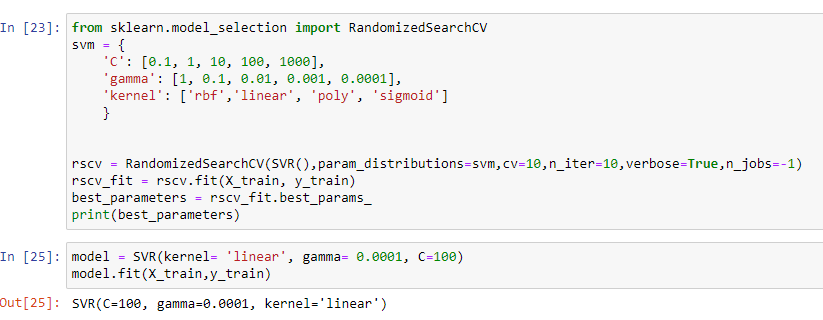 In [23]: from sklearn.model_selection import RandomizedSearchCV
svm = {
    'C': [0.1, 1, 10, 100, 1000],
    'gamma': [1, 0.1, 0.01, 0.001, 0.0001],
    'kernel': ['rbf','linear', 'poly', 'sigmoid']
    }
rscv = RandomizedSearchCV(SVR(),param_distributions=svm,cv=10,n_iter=10,verbose=True,n_jobs=-1)
rscv_fit = rscv.fit(X_train, y_train)
best_parameters = rscv_fit.best_params_
print(best_parameters)
In [25]: model = SVR(kernel= 'linear', gamma= 0.0001, C=100)
model.fit(X_train,y_train)
Out[25]: SVR(C=100, gamma=0.0001, kernel='linear')